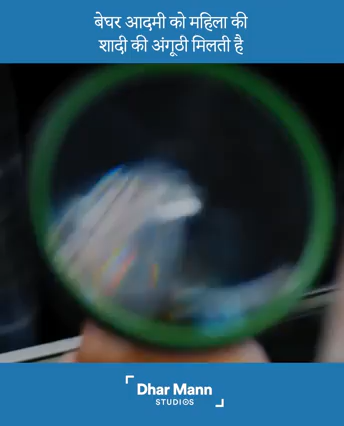 बेघर आदमी को महिला की
शादी की अंगूठी मिलती है
Dhar Mann
STUDIOS